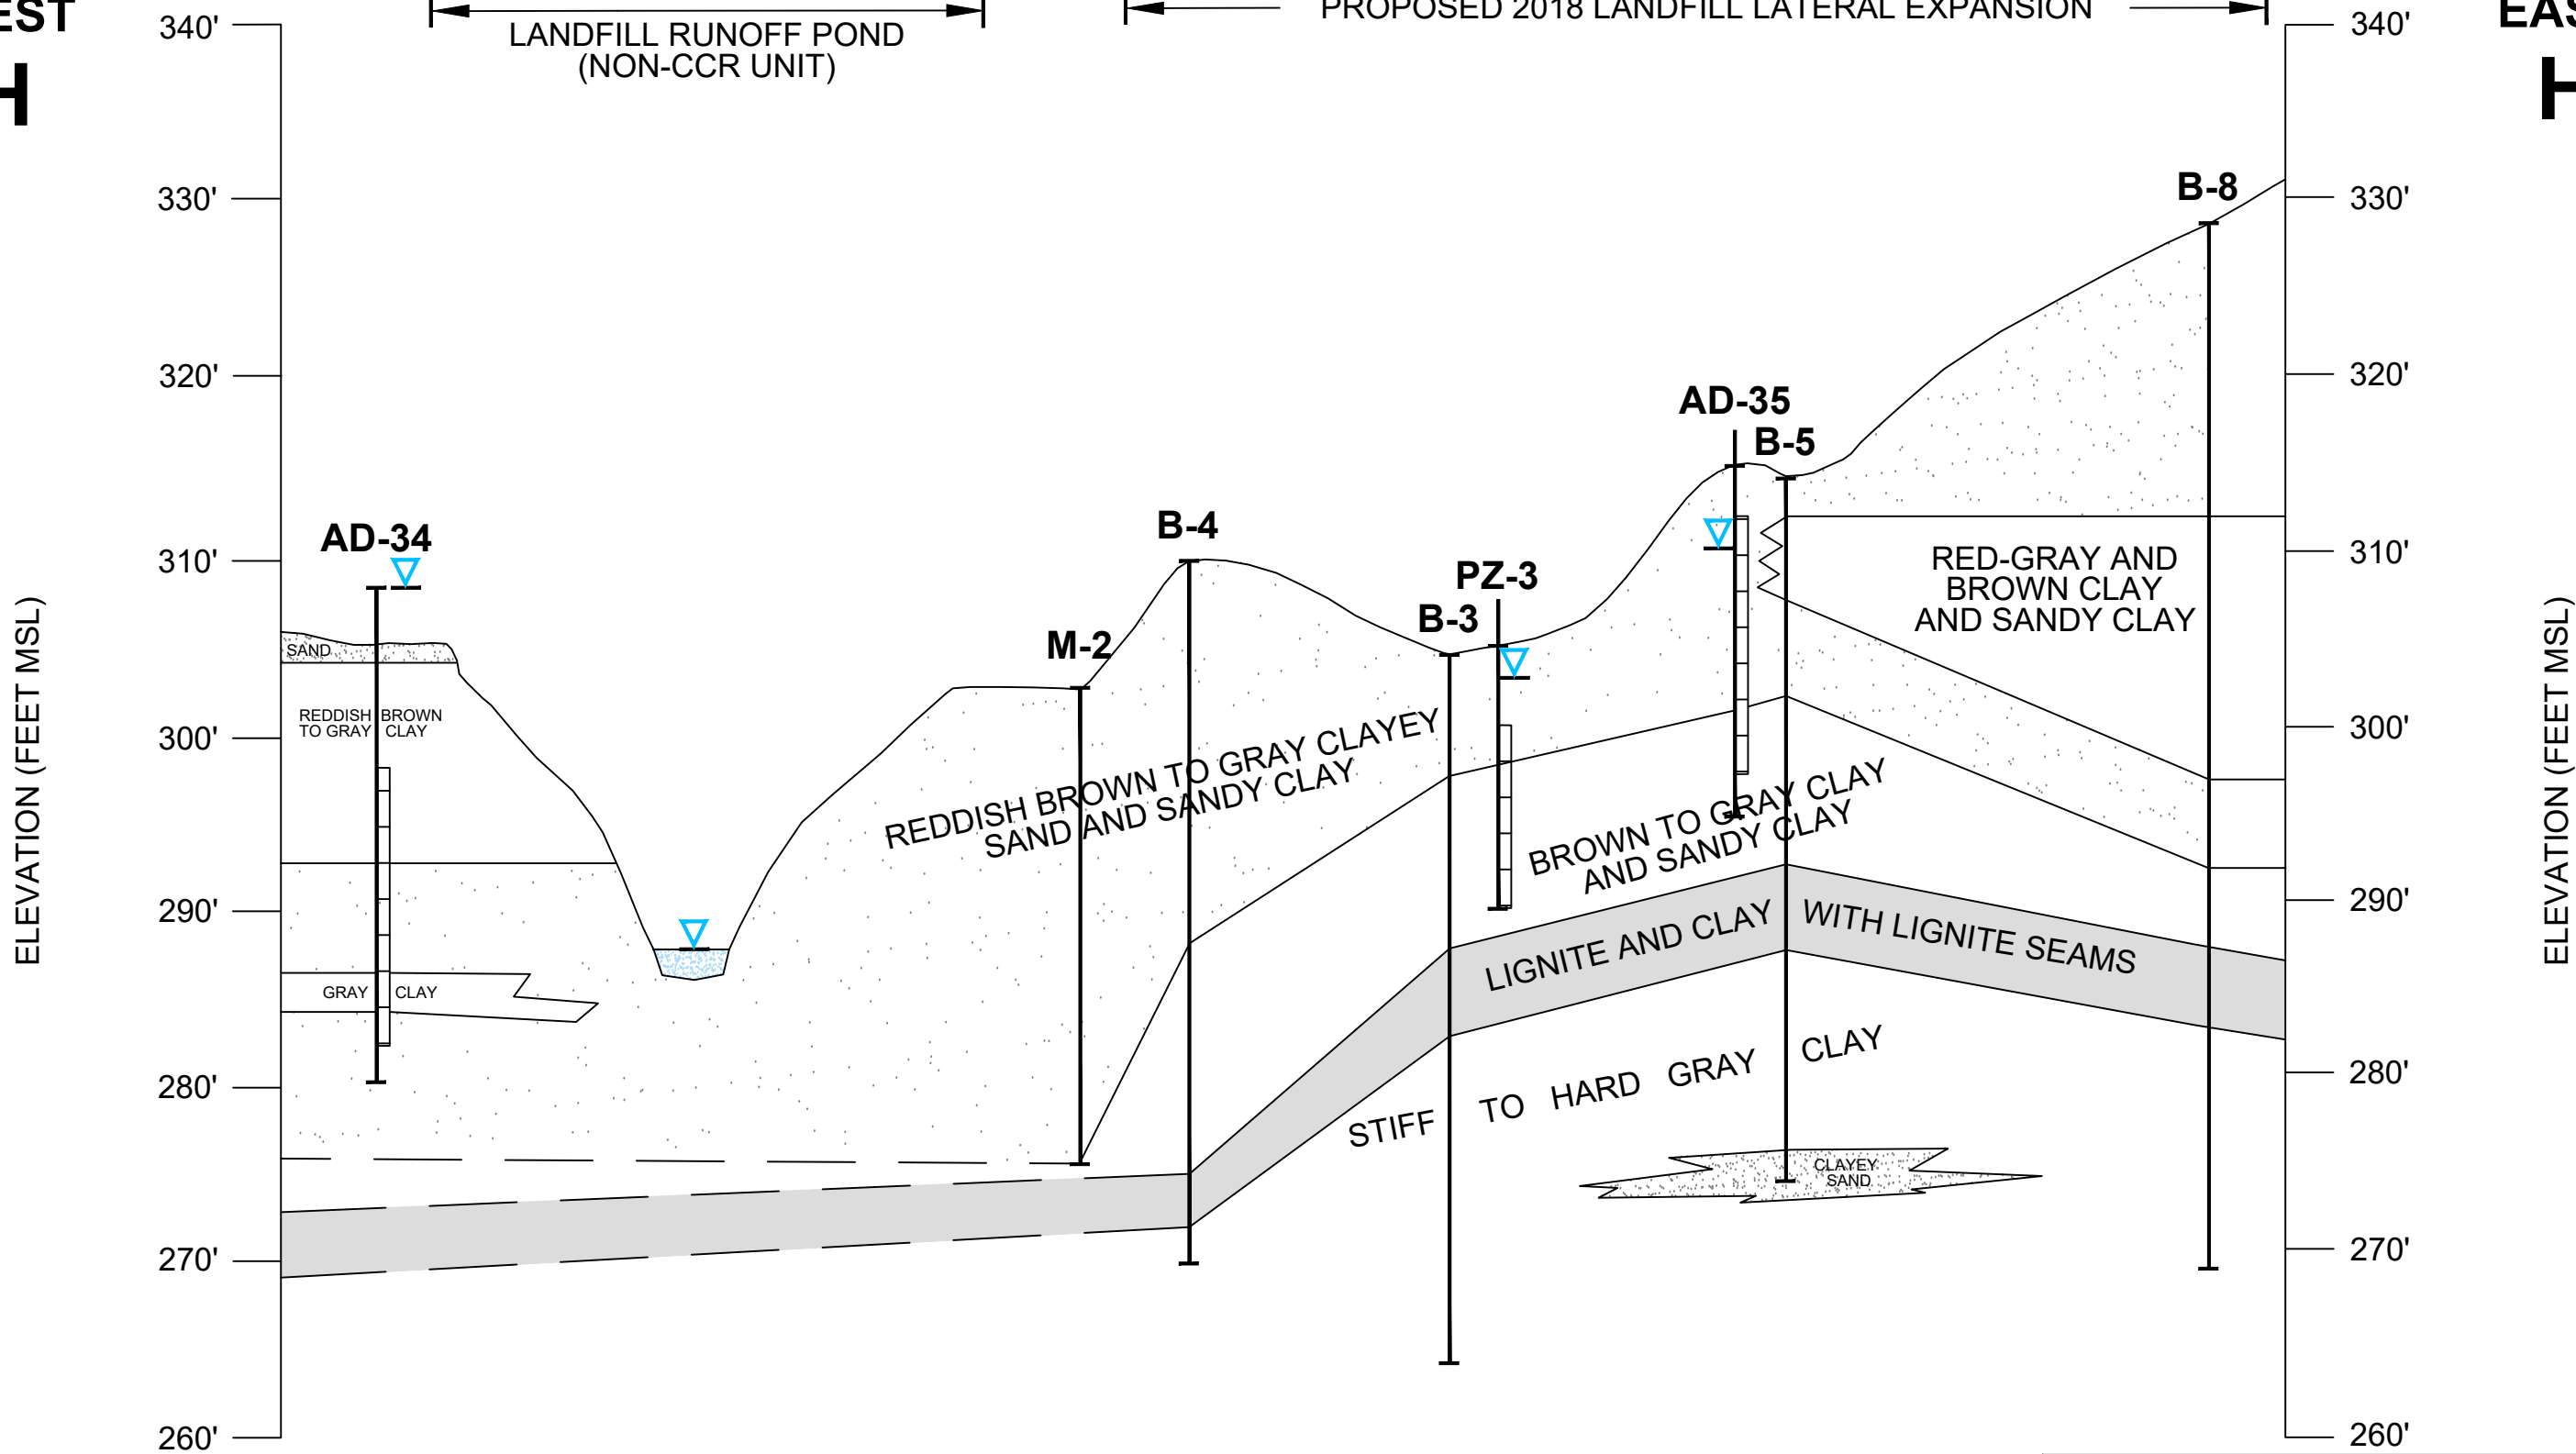 EST
H
340'
LANDFILL RUNOFF POND
(NON-CCR UNIT)
PROPOSED 2018 LANDFILL LATERAL EXPANSION
340'
EAS
H
330'
B-8
330'
320'
AD-35
B-5
320'
310'
AD-34
B-4
PZ-3
B-3
M-2
RED-GRAY AND
BROWN CLAY
AND SANDY CLAY
310'
ELEVATION (FEET MSL)
SAND
REDDISH BROWN
TO GRAY CLAY
300'
REDDISH BROWN TO GRAY CLAYEY
SAND AND SANDY CLAY
BROWN TO GRAY CLAY
AND SANDY CLAY
300'
ELEVATION (FEET MSL)
290'
LIGNITE AND CLAY WITH LIGNITE SEAMS
290'
GRAY CLAY
280'
STIFF TO HARD GRAY CLAY
280'
CLAYEY
SAND
270'
270'
260'
260'